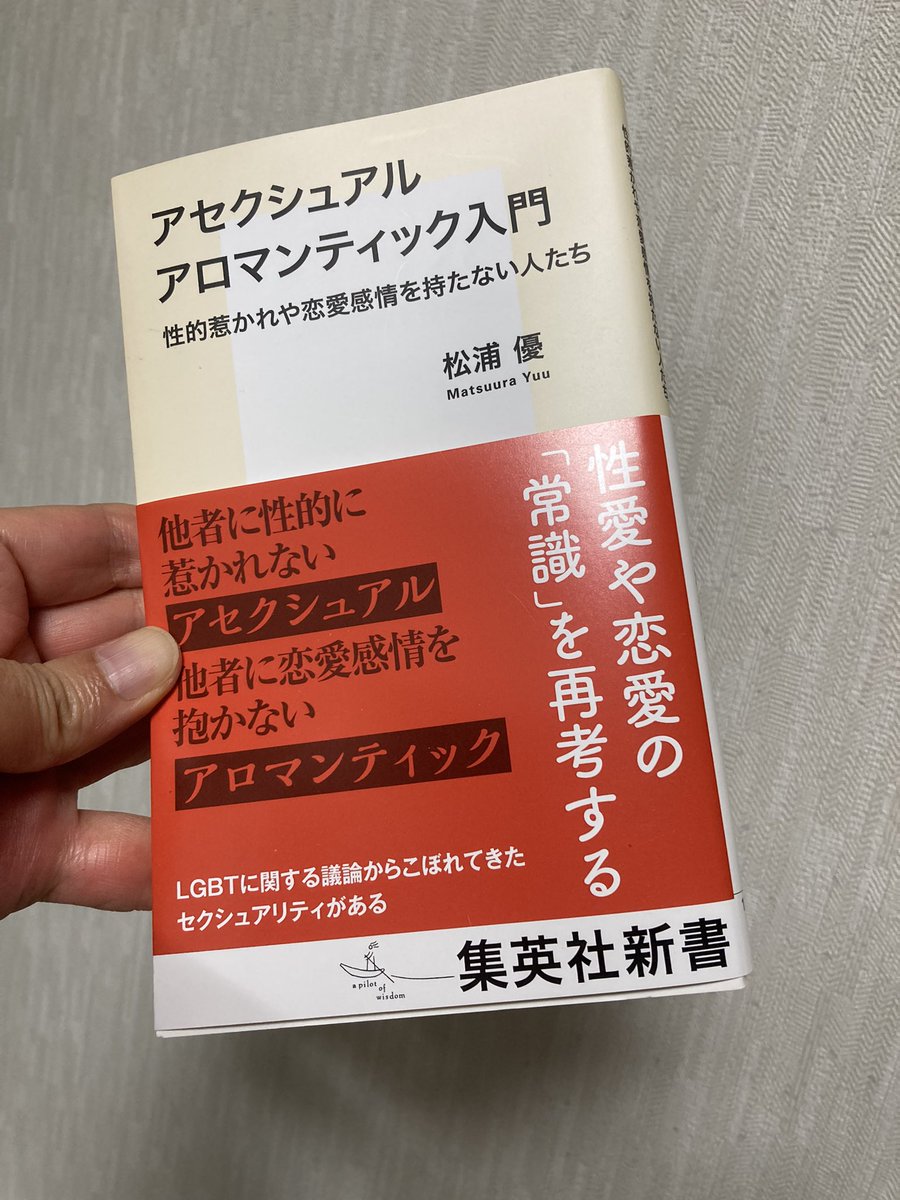 アセクシュアル
アロマンティック入門
性的惹かれや恋愛感情を持たない人たち
松浦 優
Matsuura Yuu
性愛や恋愛の
「常識」を再考する
他者に性的に
惹かれない
アセクシュアル
他者に恋愛感情を
抱かない
アロマンティック
LGBTに関する議論からこぼれてきた
セクシュアリティがある
a pilot
of
wisdom
集英社新書